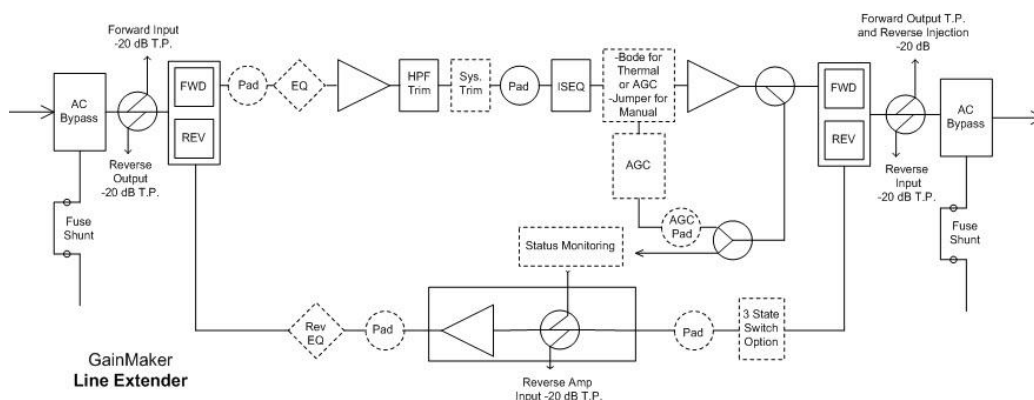 Forward Input
-20 dB T.P.
Forward Output T.P.
and Reverse Injection
-20 dB
AC
Bypass
FWD
REV
Pad
EQ
HPF
Trim
Sys.
Trim
Pad
ISEQ
-Bode for
Thermal
or AGC
-Jumper for
Manual
FWD
REV
AC
Bypass
Reverse
Output
-20 dB T.P.
AGC
Reverse
Input
-20 dB T.P.
Fuse
Shunt
AGC
Pad
Fuse
Shunt
Status Monitoring
Rev
EQ
Pad
Pad
3 State
Switch
Option
GainMaker
Line Extender
Reverse Amp
Input -20 dB T.P.